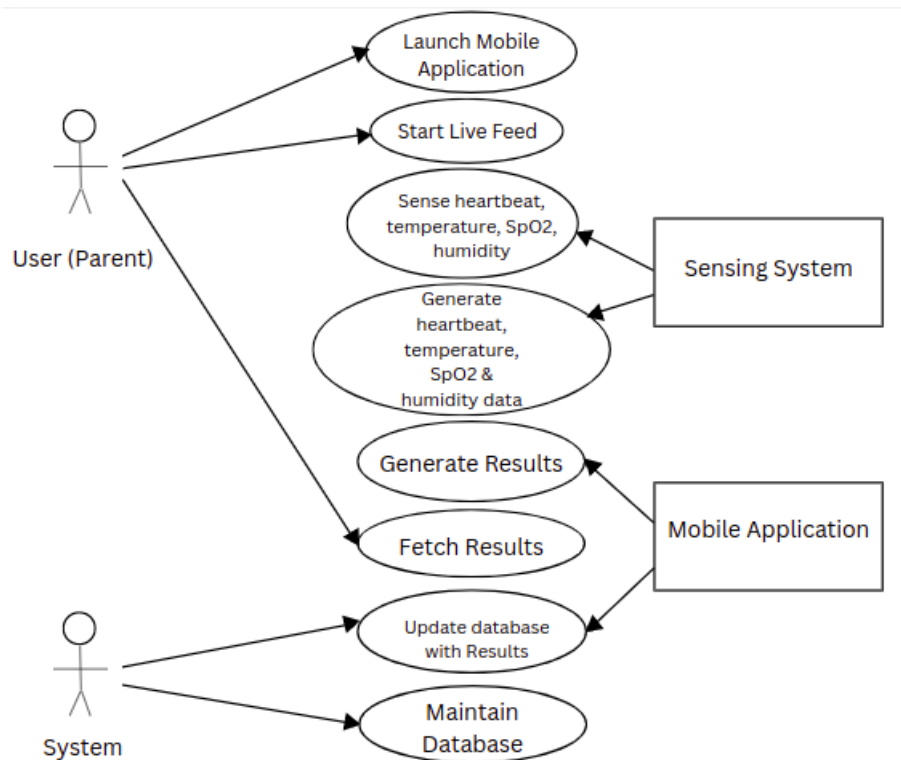 Launch Mobile
Application
Start Live Feed
User (Parent)
Sense heartbeat,
temperature, SpO2,
humidity
Sensing System
Generate
heartbeat,
temperature,
SpO2 &
humidity data
Generate Results
Mobile Application
Fetch Results
Update database
with Results
System
Maintain
Database